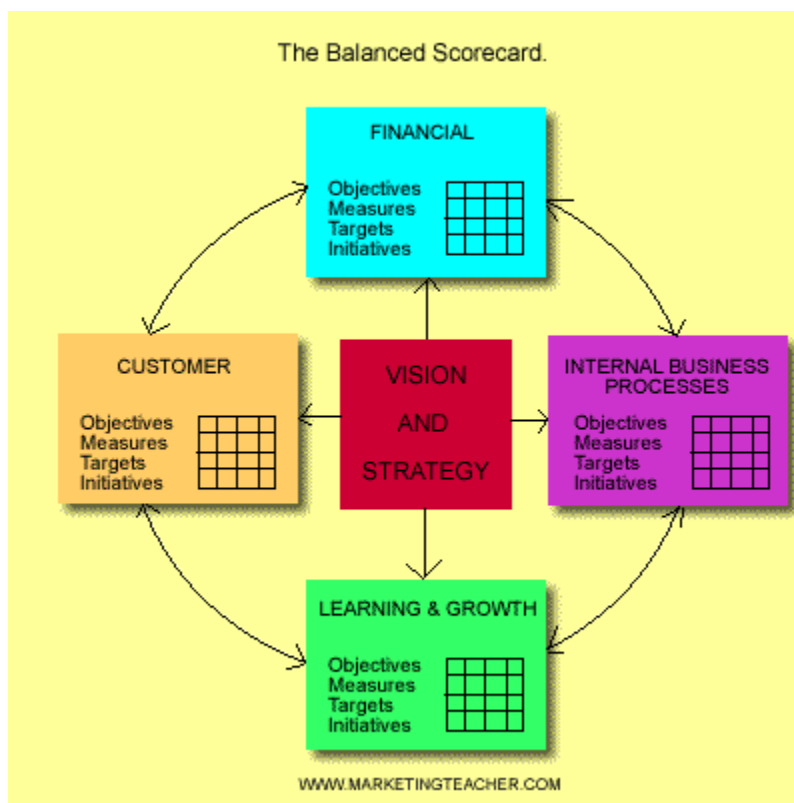 The Balanced Scorecard.
FINANCIAL
Objectives
Measures
Targets
Initiatives
CUSTOMER
Objectives
Measures
Targets
Initiatives
VISION
AND
STRATEGY
INTERNAL BUSINESS
PROCESSES
Objectives
Measures
Targets
Initiatives
LEARNING & GROWTH
Objectives
Measures
Targets
Initiatives
WWW.MARKETINGTEACHER.COM